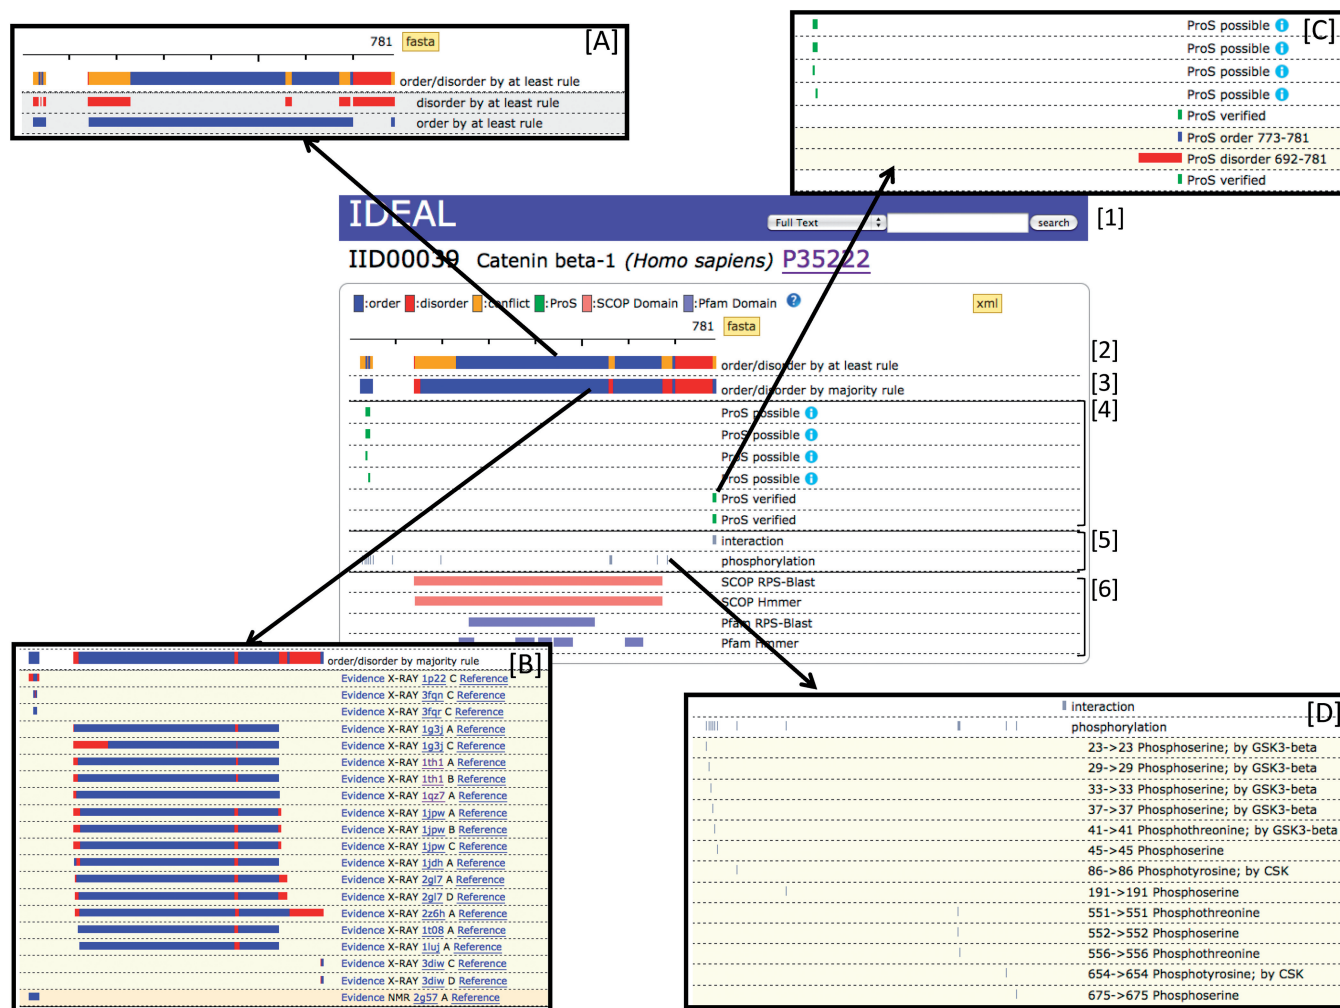 781 fasta [A]
order/disorder by at least rule
disorder by at least rule
order by at least rule
ProS possible i [C]
ProS possible i
ProS possible i
ProS possible i
ProS verified
ProS order 773-781
ProS disorder 692-781
ProS verified
IDEAL Full Text search [1]
IID00039 Catenin beta-1 (Homo sapiens) P35222
:order :disorder :conflict :ProS :SCOP Domain :Pfam Domain ? xml
781 fasta
order/disorder by at least rule [2]
order/disorder by majority rule [3]
ProS possible i [4]
ProS possible i
ProS possible i
ProS possible i
ProS verified
ProS verified
interaction [5]
phosphorylation
SCOP RPS-Blast [6]
SCOP Hmmer
Pfam RPS-Blast
Pfam Hmmer
order/disorder by majority rule [B]
Evidence X-RAY 1p22 C Reference
Evidence X-RAY 3fqn C Reference
Evidence X-RAY 3fqr C Reference
Evidence X-RAY 1g3j A Reference
Evidence X-RAY 1g3j C Reference
Evidence X-RAY 1th1 A Reference
Evidence X-RAY 1th1 B Reference
Evidence X-RAY 1qz7 A Reference
Evidence X-RAY 1jpw A Reference
Evidence X-RAY 1jpw B Reference
Evidence X-RAY 1jpw C Reference
Evidence X-RAY 1jdh A Reference
Evidence X-RAY 2gl7 A Reference
Evidence X-RAY 2gl7 D Reference
Evidence X-RAY 2z6h A Reference
Evidence X-RAY 1t08 A Reference
Evidence X-RAY 1luj A Reference
Evidence X-RAY 3diw C Reference
Evidence X-RAY 3diw D Reference
Evidence NMR 2g57 A Reference
interaction [D]
phosphorylation
23->23 Phosphoserine; by GSK3-beta
29->29 Phosphoserine; by GSK3-beta
33->33 Phosphoserine; by GSK3-beta
37->37 Phosphoserine; by GSK3-beta
41->41 Phosphothreonine; by GSK3-beta
45->45 Phosphoserine
86->86 Phosphotyrosine; by CSK
191->191 Phosphoserine
551->551 Phosphothreonine
552->552 Phosphoserine
556->556 Phosphothreonine
654->654 Phosphotyrosine; by CSK
675->675 Phosphoserine